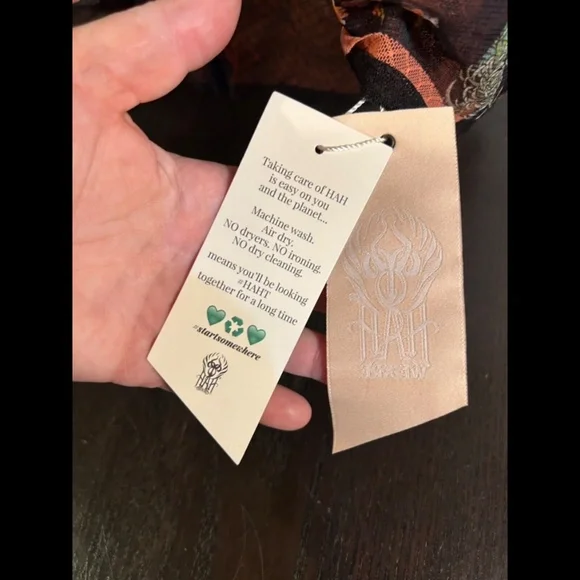 Taking care of HAH
is easy on you
and the planet...
Machine wash.
Air dry.
NO dryers. NO ironing.
NO dry cleaning.
means you'll be looking
#HAHT
together for a long time
#startsomewhere
HAH
HAH